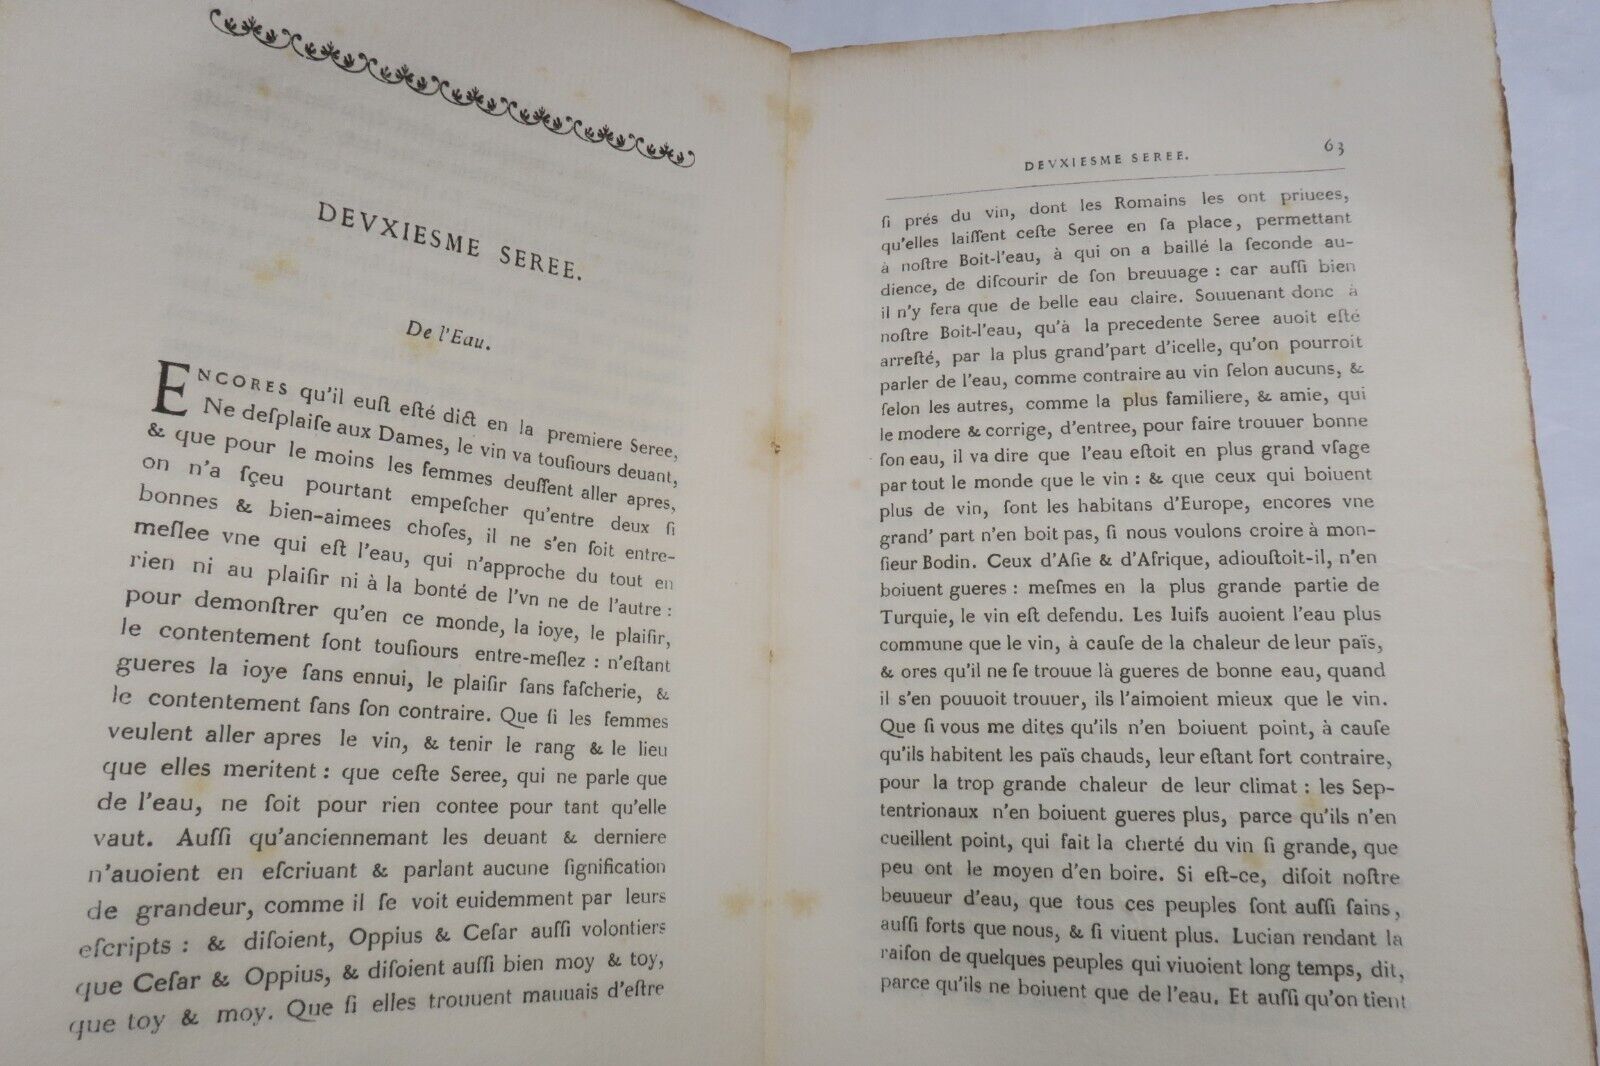 DEVXIESME SEREE.
De l'Eau.
ENCORES qu'il euſt eſté dict en la premiere Seree,
Ne deſplaiſe aux Dames, le vin va touſiours deuant,
& que pour le moins les femmes deuſſent aller apres,
on n'a ſçeu pourtant empeſcher qu'entre deux ſi
bonnes & bien-aimees choſes, il ne s'en ſoit entre-
meſlee vne qui eſt l'eau, qui n'approche du tout en
rien ni au plaiſir ni à la bonté de l'vn ne de l'autre :
pour demonſtrer qu'en ce monde, la ioye, le plaiſir,
le contentement ſont touſiours entre-meſlez : n'eſtant
gueres la ioye ſans ennui, le plaiſir ſans faſcherie, &
le contentement ſans ſon contraire. Que ſi les femmes
veulent aller apres le vin, & tenir le rang & le lieu
que elles meritent : que ceſte Seree, qui ne parle que
de l'eau, ne ſoit pour rien contee pour tant qu'elle
vaut. Auſſi qu'anciennemant les deuant & derniere
n'auoient en eſcriuant & parlant aucune ſignification
de grandeur, comme il ſe voit euidemment par leurs
eſcripts : & diſoient, Oppius & Ceſar auſſi volontiers
que Ceſar & Oppius, & diſoient auſſi bien moy & toy,
que toy & moy. Que ſi elles trouuent mauuais d'eſtre
DEVXIESME SEREE. 63
ſi prés du vin, dont les Romains les ont priuees,
qu'elles laiſſent ceſte Seree en ſa place, permettant
à noſtre Boit-l'eau, à qui on a baillé la ſeconde au-
dience, de diſcourir de ſon breuuage : car auſſi bien
il n'y ſera que de belle eau claire. Souuenant donc à
noſtre Boit-l'eau, qu'à la precedente Seree auoit eſté
arreſté, par la plus grand'part d'icelle, qu'on pourroit
parler de l'eau, comme contraire au vin ſelon aucuns, &
ſelon les autres, comme la plus familiere, & amie, qui
le modere & corrige, d'entree, pour faire trouuer bonne
ſon eau, il va dire que l'eau eſtoit en plus grand vſage
par tout le monde que le vin : & que ceux qui boiuent
plus de vin, ſont les habitans d'Europe, encores vne
grand' part n'en boit pas, ſi nous voulons croire à mon-
ſieur Bodin. Ceux d'Aſie & d'Afrique, adiouſtoit-il, n'en
boiuent gueres : meſmes en la plus grande partie de
Turquie, le vin eſt defendu. Les Iuifs auoient l'eau plus
commune que le vin, à cauſe de la chaleur de leur païs,
& ores qu'il ne ſe trouue là gueres de bonne eau, quand
il s'en pouuoit trouuer, ils l'aimoient mieux que le vin.
Que ſi vous me dites qu'ils n'en boiuent point, à cauſe
qu'ils habitent les païs chauds, leur eſtant fort contraire,
pour la trop grande chaleur de leur climat : les Sep-
tentrionaux n'en boiuent gueres plus, parce qu'ils n'en
cueillent point, qui fait la cherté du vin ſi grande, que
peu ont le moyen d'en boire. Si eſt-ce, diſoit noſtre
beuueur d'eau, que tous ces peuples ſont auſſi ſains,
auſſi forts que nous, & ſi viuent plus. Lucian rendant la
raiſon de quelques peuples qui viuoient long temps, dit,
parce qu'ils ne boiuent que de l'eau. Et auſſi qu'on tient